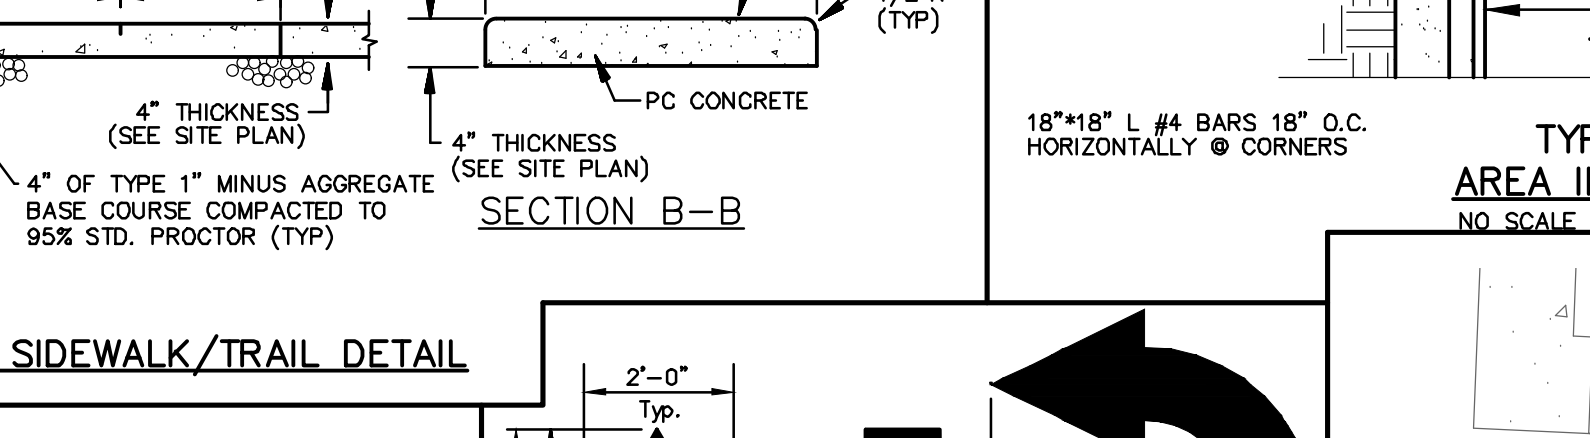 (TYP)
4" THICKNESS
(SEE SITE PLAN)
PC CONCRETE
4" THICKNESS
(SEE SITE PLAN)
4" OF TYPE 1" MINUS AGGREGATE
BASE COURSE COMPACTED TO
95% STD. PROCTOR (TYP)
SECTION B-B
SIDEWALK/TRAIL DETAIL
18"*18" L #4 BARS 18" O.C.
HORIZONTALLY @ CORNERS
TYP
AREA I
NO SCALE
2'-0"
Typ.